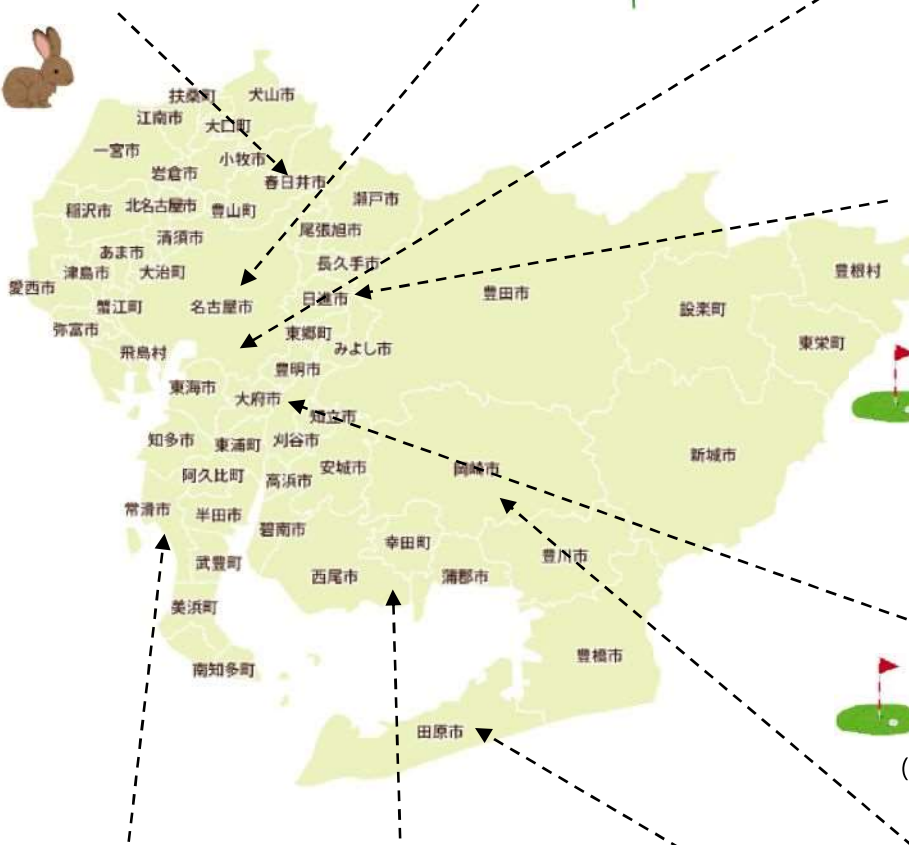 扶桑町
犬山市
江南市
大口町
一宮市
小牧市
岩倉市
春日井市
瀬戸市
稲沢市
北名古屋市
豊山町
尾張旭市
清須市
あま市
長久手市
津島市
大治町
豊根村
愛西市
豊田市
日進市
蟹江町
名古屋市
設楽町
弥富市
東郷町
東栄町
飛島村
みよし市
豊明市
東海市
大府市
知立市
知多市
東浦町
刈谷市
新城市
安城市
岡崎市
阿久比町
高浜市
常滑市
半田市
碧南市
幸田町
豊川市
武豊町
西尾市
蒲郡市
美浜町
豊橋市
南知多町
田原市
(